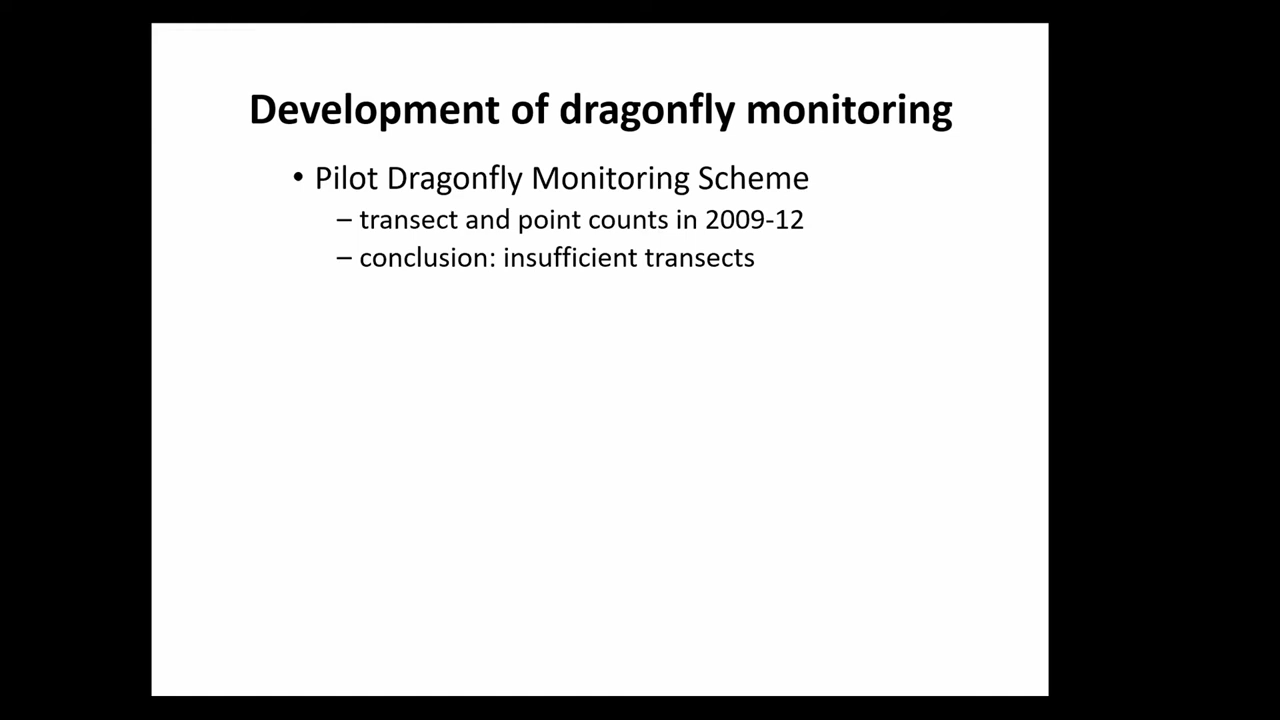 Development of dragonfly monitoring
• Pilot Dragonfly Monitoring Scheme
– transect and point counts in 2009-12
– conclusion: insufficient transects